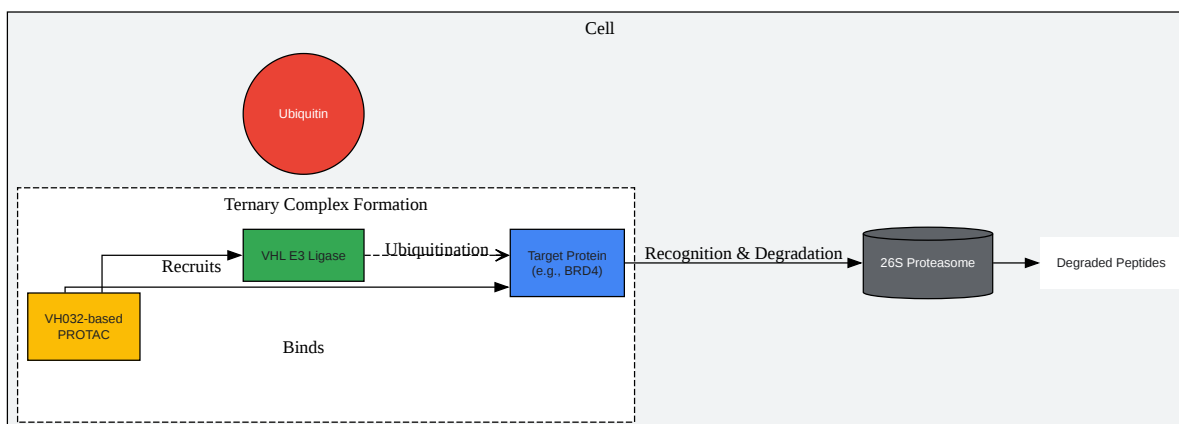 Cell
Ubiquitin
Ternary Complex Formation
VHL E3 Ligase
Ubiquitination
Target Protein
(e.g., BRD4)
Recognition & Degradation
26S Proteasome
Degraded Peptides
Recruits
VH032-based
PROTAC
Binds